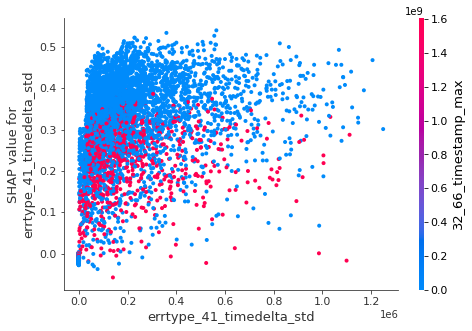 1e9
0.5
0.4
0.3
0.2
0.1
0.0
SHAP value for
errtype_41_timedelta_std
0.0 0.2 0.4 0.6 0.8 1.0 1.2
1e6
errtype_41_timedelta_std
1.6
1.4
1.2
1.0
0.8
0.6
0.4
0.2
0.0
32_66_timestamp_max